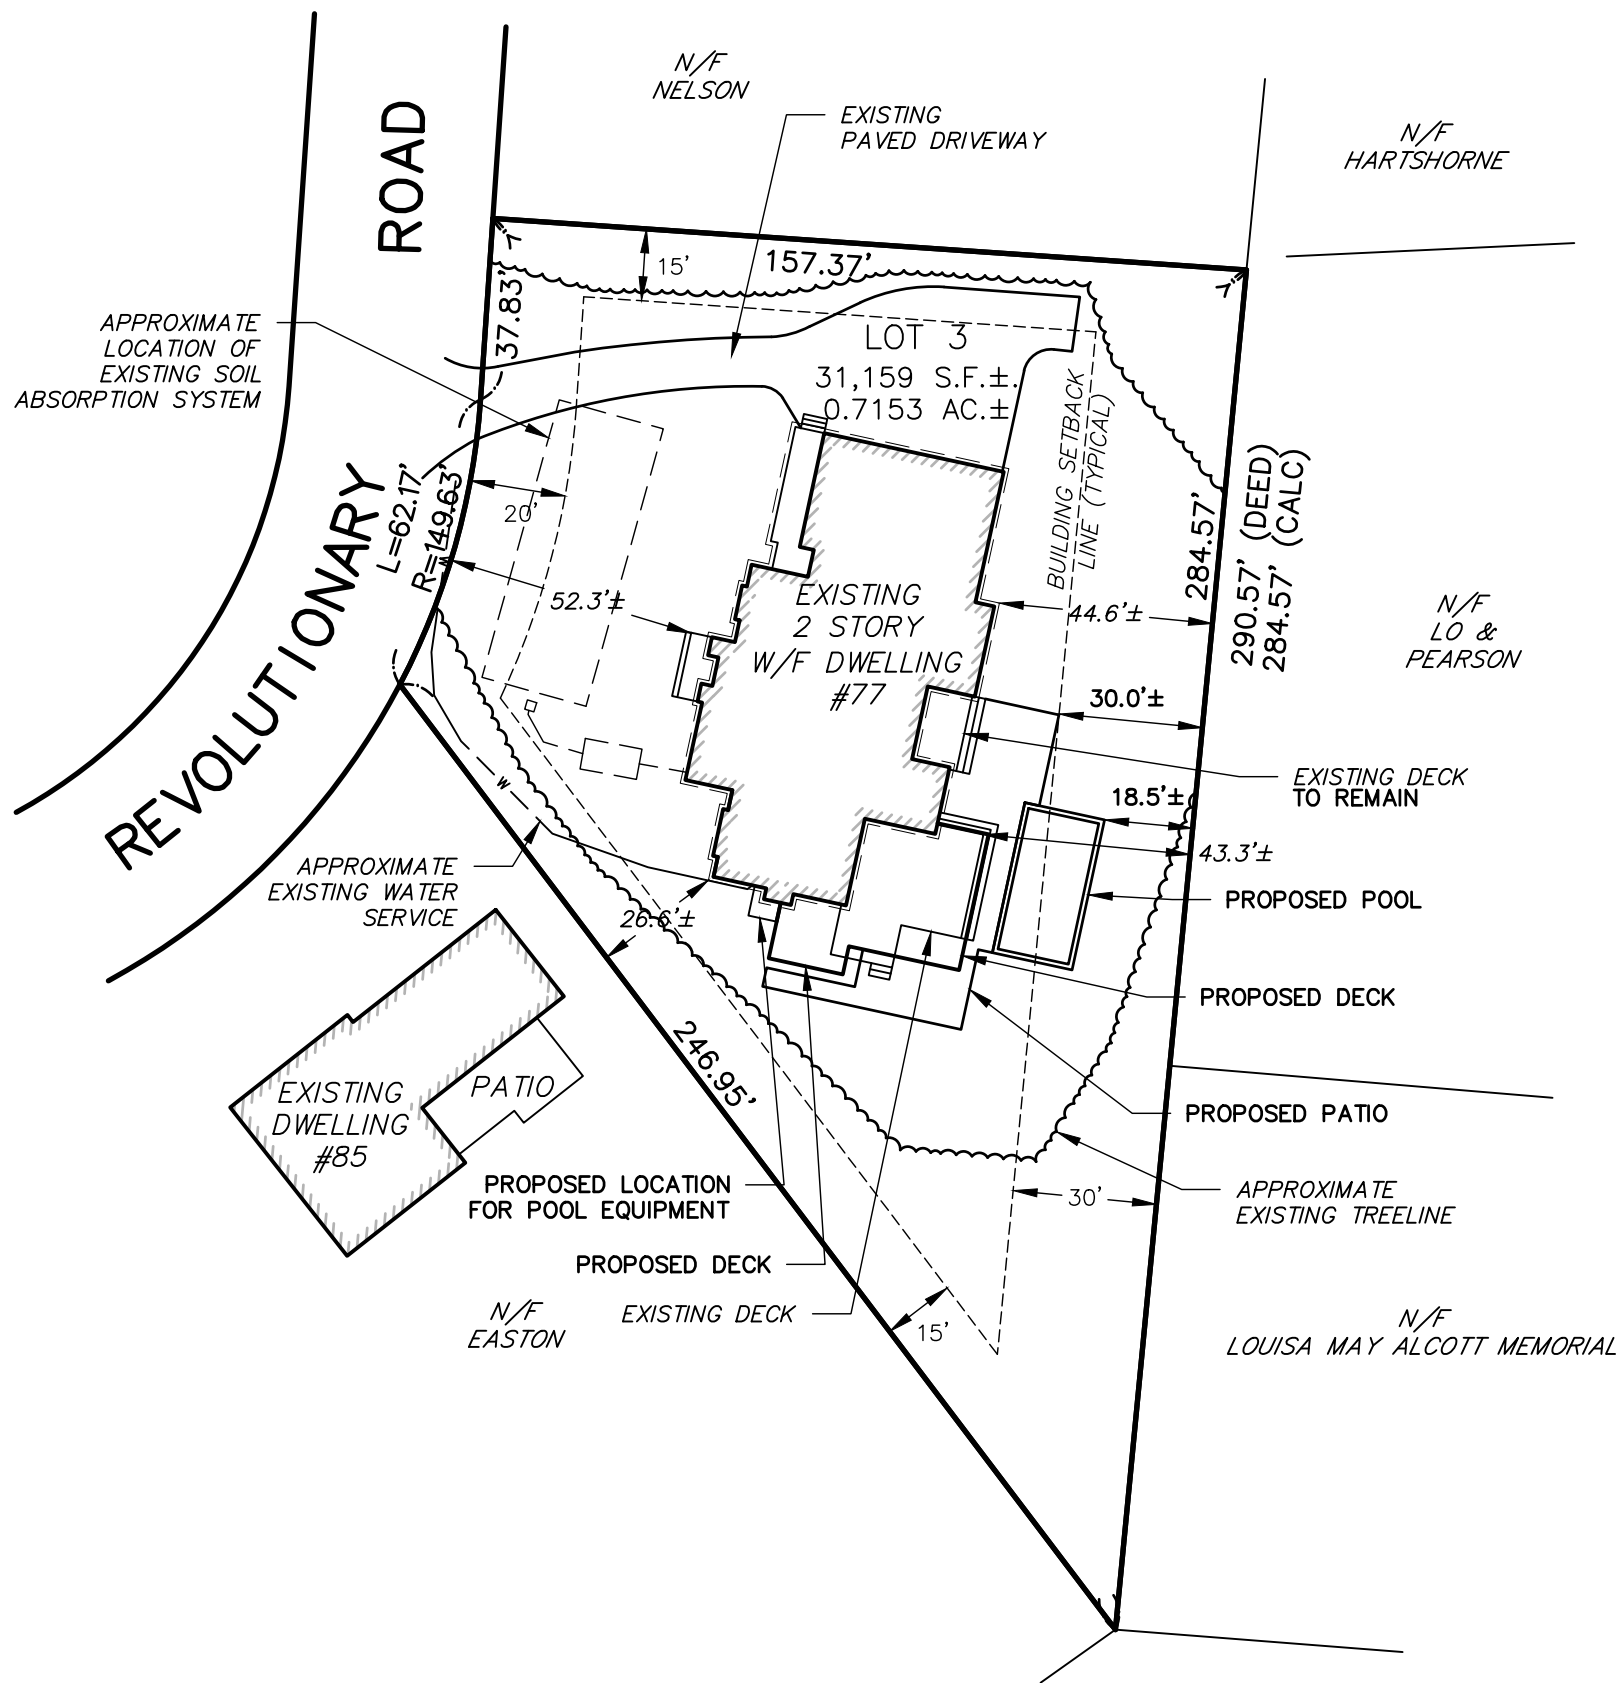 N/F
NELSON
EXISTING
PAVED DRIVEWAY
N/F
HARTSHORNE
ROAD
REVOLUTIONARY
15'
157.37'
37.83'
APPROXIMATE
LOCATION OF
EXISTING SOIL
ABSORPTION SYSTEM
LOT 3
31,159 S.F.±.
0.7153 AC.±
BUILDING SETBACK
LINE (TYPICAL)
L=62.17'
R=149.63'
20'
W
52.3'±
EXISTING
2 STORY
W/F DWELLING
#77
44.6'±
284.57'
290.57' (DEED)
284.57' (CALC)
N/F
LO &
PEARSON
30.0'±
EXISTING DECK
TO REMAIN
18.5'±
43.3'±
W
APPROXIMATE
EXISTING WATER
SERVICE
26.6'±
PROPOSED POOL
PROPOSED DECK
246.95'
EXISTING
DWELLING
#85
PATIO
PROPOSED PATIO
PROPOSED LOCATION
FOR POOL EQUIPMENT
30'
APPROXIMATE
EXISTING TREELINE
PROPOSED DECK
EXISTING DECK
N/F
EASTON
15'
N/F
LOUISA MAY ALCOTT MEMORIAL